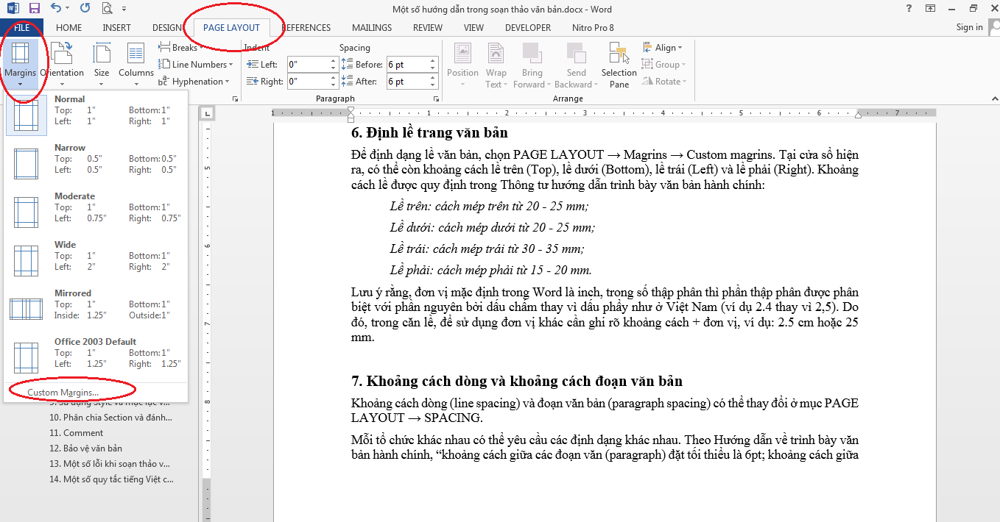 Một số hướng dẫn trong soạn thảo văn bản.docx - Word
FILE HOME INSERT DESIGN PAGE LAYOUT REFERENCES MAILINGS REVIEW VIEW DEVELOPER Nitro Pro 8 Sign in
Margins
Orientation
Size
Columns
Breaks
Line Numbers
Hyphenation
Indent
Left: 0"
Right: 0"
Spacing
Before: 6 pt
After: 6 pt
Paragraph
Position
Wrap
Text
Bring
Forward
Send
Backward
Selection
Pane
Align
Group
Rotate
Arrange
Normal
Top: 1" Bottom: 1"
Left: 1" Right: 1"
Narrow
Top: 0.5" Bottom: 0.5"
Left: 0.5" Right: 0.5"
Moderate
Top: 1" Bottom: 1"
Left: 0.75" Right: 0.75"
Wide
Top: 1" Bottom: 1"
Left: 2" Right: 2"
Mirrored
Top: 1" Bottom: 1"
Inside: 1.25" Outside: 1"
Office 2003 Default
Top: 1" Bottom: 1"
Left: 1.25" Right: 1.25"
Custom Margins...
10. Phân chia Section và đánh...
11. Comment
12. Bảo vệ văn bản
13. Một số lỗi khi soạn thảo v...
14. Một số quy tắc tiếng Việt c...
1 1 2 3 4 5 6 7
5
6
7
8
6. Định lề trang văn bản
Để định dạng lề văn bản, chọn PAGE LAYOUT → Magrins → Custom magrins. Tại cửa sổ hiện
ra, có thể còn khoảng cách lề trên (Top), lề dưới (Bottom), lề trái (Left) và lề phải (Right). Khoảng
cách lề được quy định trong Thông tư hướng dẫn trình bày văn bản hành chính:
Lề trên: cách mép trên từ 20 - 25 mm;
Lề dưới: cách mép dưới từ 20 - 25 mm;
Lề trái: cách mép trái từ 30 - 35 mm;
Lề phải: cách mép phải từ 15 - 20 mm.
Lưu ý rằng, đơn vị mặc định trong Word là inch, trong số thập phân thì phần thập phân được phân
biệt với phân nguyên bởi dấu chấm thay vì dấu phẩy như ở Việt Nam (ví dụ 2.4 thay vì 2,5). Do
đó, trong căn lề, để sử dụng đơn vị khác cần ghi rõ khoảng cách + đơn vị, ví dụ: 2.5 cm hoặc 25
mm.
7. Khoảng cách dòng và khoảng cách đoạn văn bản
Khoảng cách dòng (line spacing) và đoạn văn bản (paragraph spacing) có thể thay đổi ở mục PAGE
LAYOUT → SPACING.
Mỗi tổ chức khác nhau có thể yêu cầu các định dạng khác nhau. Theo Hướng dẫn về trình bày văn
bản hành chính, “khoảng cách giữa các đoạn văn (paragraph) đặt tối thiểu là 6pt; khoảng cách giữa